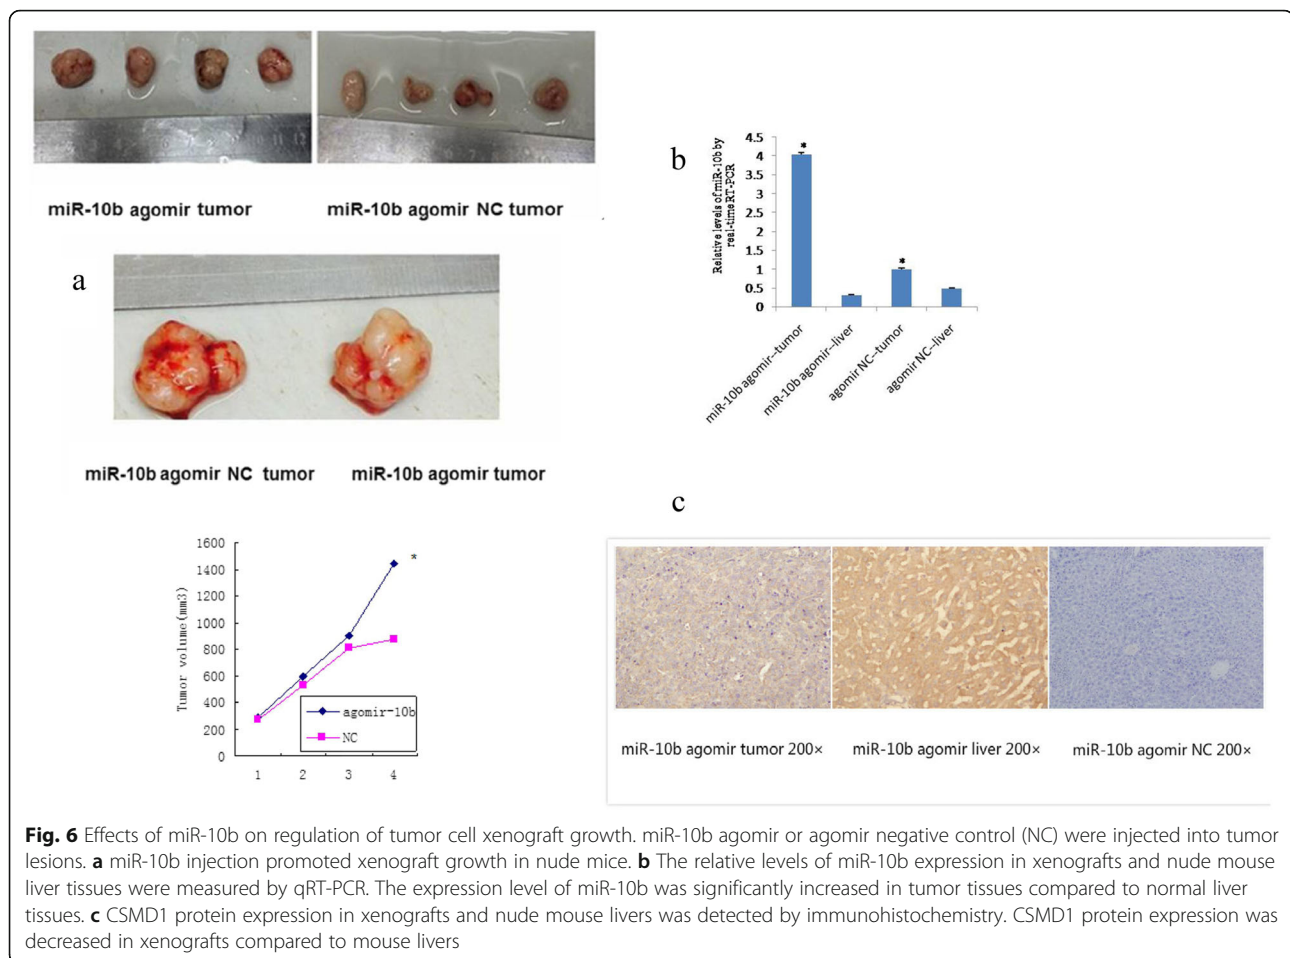 miR-10b agomir tumor
miR-10b agomir NC tumor
a
miR-10b agomir NC tumor
miR-10b agomir tumor
Tumor volume(mm3)
1600
1400
1200
1000
800
600
400
200
0
1 2 3 4
*
agomir-10b
NC
b
Relative levels of miR-10b by
real-time RT-PCR
4.5
4
3.5
3
2.5
2
1.5
1
0.5
0
*
*
miR-10b agomir--tumor
miR-10b agomir--liver
agomir NC--tumor
agomir NC--liver
c
miR-10b agomir tumor 200×
miR-10b agomir liver 200×
miR-10b agomir NC 200×
Fig. 6 Effects of miR-10b on regulation of tumor cell xenograft growth. miR-10b agomir or agomir negative control (NC) were injected into tumor
lesions. a miR-10b injection promoted xenograft growth in nude mice. b The relative levels of miR-10b expression in xenografts and nude mouse
liver tissues were measured by qRT-PCR. The expression level of miR-10b was significantly increased in tumor tissues compared to normal liver
tissues. c CSMD1 protein expression in xenografts and nude mouse livers was detected by immunohistochemistry. CSMD1 protein expression was
decreased in xenografts compared to mouse livers